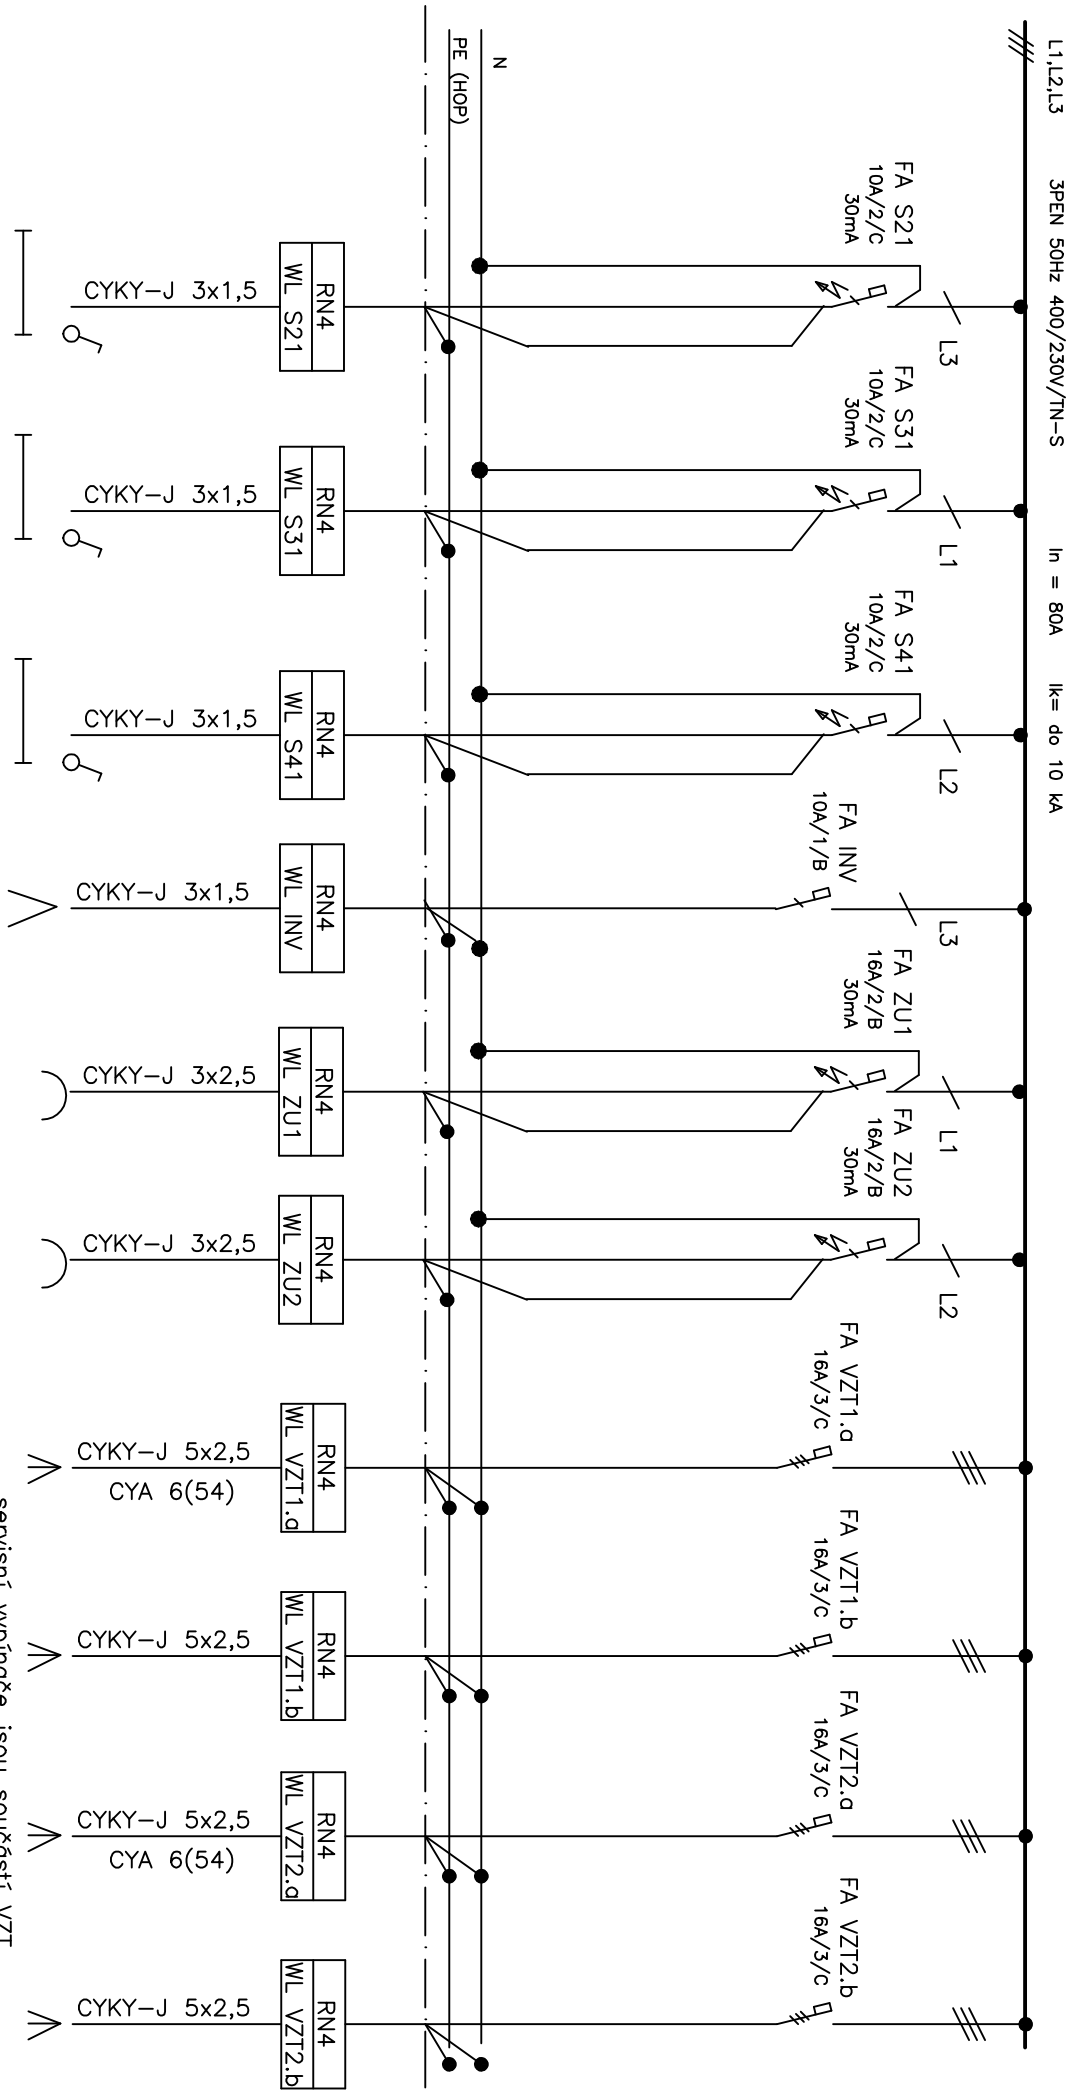 L1,L2,L3 3PEN 50Hz 400/230V/TN-S In = 80A Ik= do 10 kA
N
PE (HOP)
FA S21
10A/2/C
30mA
L3
RN4
WL S21
CYKY-J 3x1,5
FA S31
10A/2/C
30mA
L1
RN4
WL S31
CYKY-J 3x1,5
FA S41
10A/2/C
30mA
L2
RN4
WL S41
CYKY-J 3x1,5
FA INV
10A/1/B
L3
RN4
WL INV
CYKY-J 3x1,5
FA ZU1
16A/2/B
30mA
L1
RN4
WL ZU1
CYKY-J 3x2,5
FA ZU2
16A/2/B
30mA
L2
RN4
WL ZU2
CYKY-J 3x2,5
FA VZT1.a
16A/3/C
RN4
WL VZT1.a
CYKY-J 5x2,5
CYA 6(54)
FA VZT1.b
16A/3/C
RN4
WL VZT1.b
CYKY-J 5x2,5
FA VZT2.a
16A/3/C
RN4
WL VZT2.a
CYKY-J 5x2,5
CYA 6(54)
FA VZT2.b
16A/3/C
RN4
WL VZT2.b
CYKY-J 5x2,5
servisní vypínače jsou součástí VZT